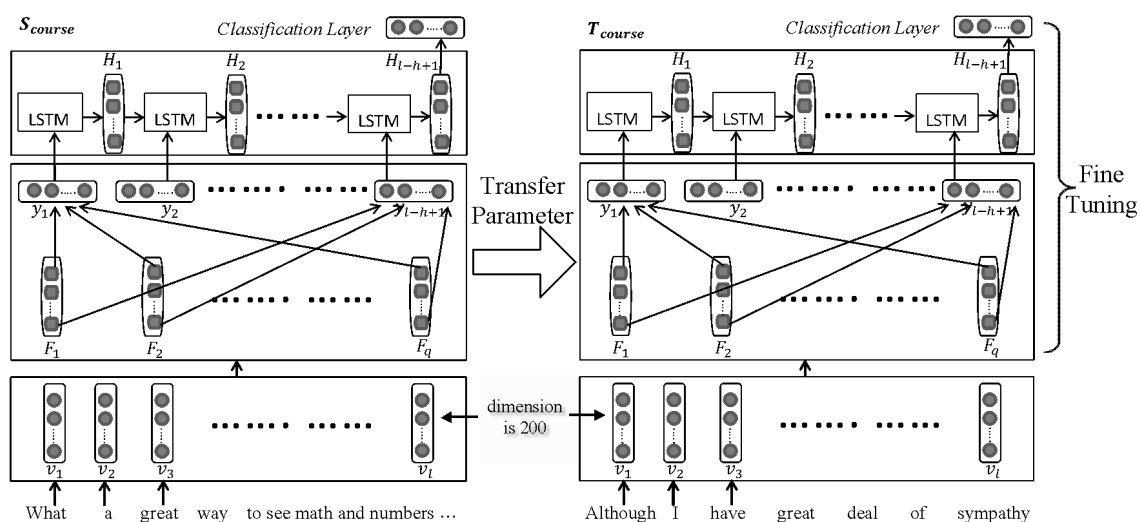 S_course
Classification Layer
H_1
H_2
H_{l-h+1}
LSTM
LSTM
LSTM
y_1
y_2
y_{l-h+1}
F_1
F_2
F_q
v_1
v_2
v_3
v_l
What a great way to see math and numbers ...
Transfer
Parameter
dimension
is 200
T_course
Classification Layer
H_1
H_2
H_{l-h+1}
LSTM
LSTM
LSTM
y_1
y_2
y_{l-h+1}
F_1
F_2
F_q
v_1
v_2
v_3
v_l
Although I have great deal of sympathy
Fine
Tuning